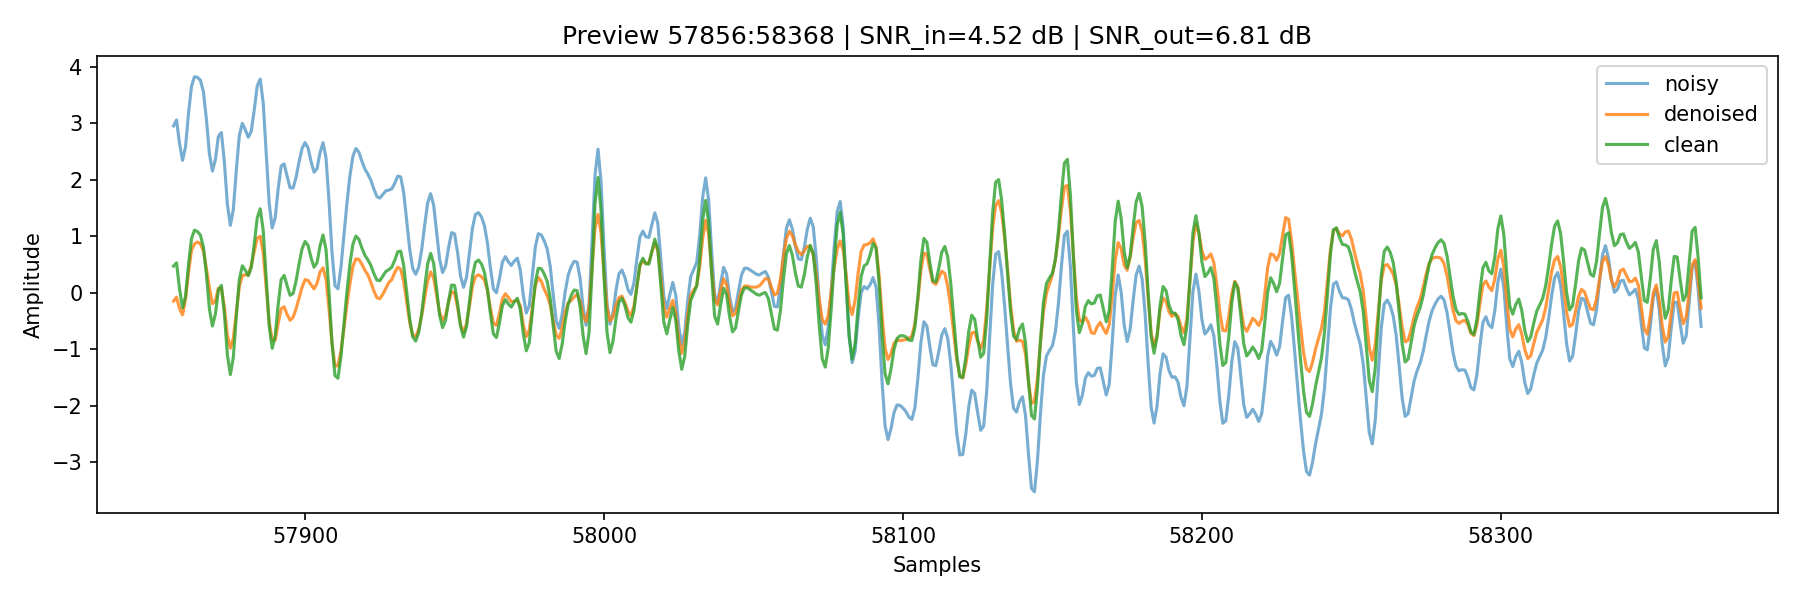 Preview 57856:58368 | SNR_in=4.52 dB | SNR_out=6.81 dB
noisy
denoised
clean
Amplitude
4
3
2
1
0
−1
−2
−3
57900
58000
58100
58200
58300
Samples